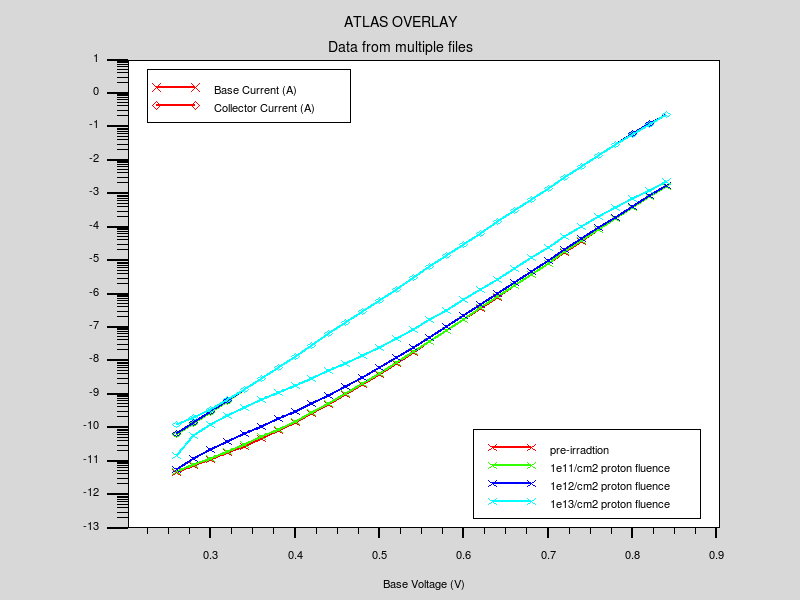 ATLAS OVERLAY
Data from multiple files
Base Current (A)
Collector Current (A)
1
0
-1
-2
-3
-4
-5
-6
-7
-8
-9
-10
-11
-12
-13
pre-irradtion
1e11/cm2 proton fluence
1e12/cm2 proton fluence
1e13/cm2 proton fluence
0.3 0.4 0.5 0.6 0.7 0.8 0.9
Base Voltage (V)